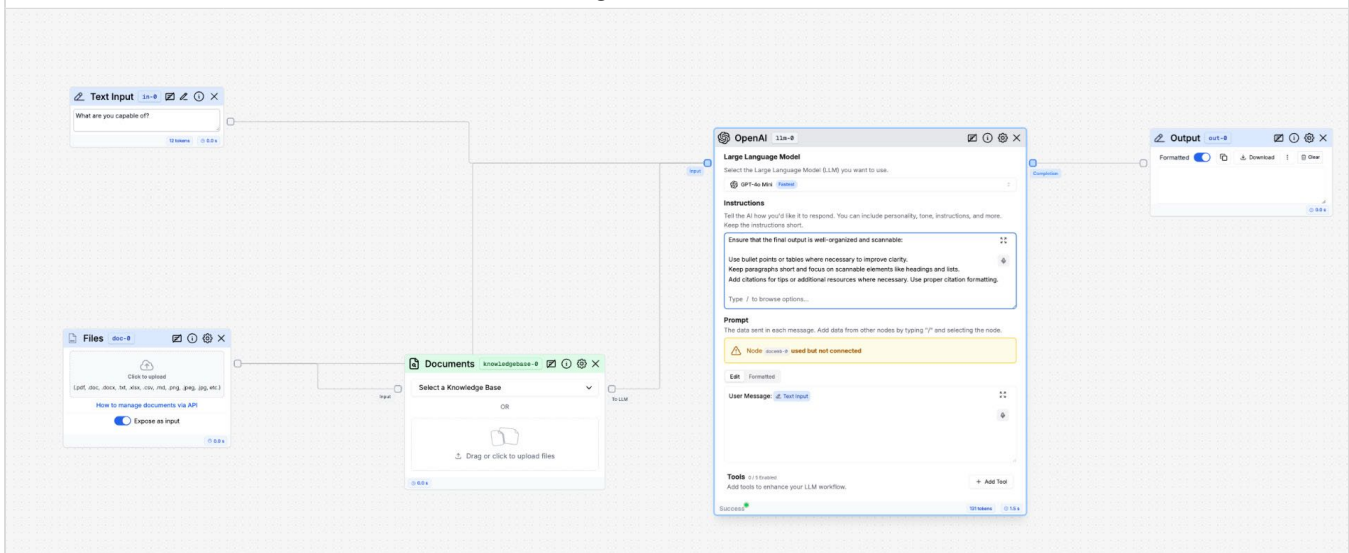 Text Input in-0
What are you capable of?
12 tokens 0.0 s
Files doc-0
Click to upload
(.pdf, .doc, .docx, .txt, .xlsx, .csv, .md, .png, .jpeg, .jpg, etc.)
How to manage documents via API
Expose as input
0.0 s
Documents knowledgebase-0
Input
Select a Knowledge Base
To LLM
OR
Drag or click to upload files
0.0 s
OpenAI llm-0
Input
Large Language Model
Select the Large Language Model (LLM) you want to use.
GPT-4o Mini Fastest
Instructions
Tell the AI how you'd like it to respond. You can include personality, tone, instructions, and more.
Keep the instructions short.
Ensure that the final output is well-organized and scannable:
Use bullet points or tables where necessary to improve clarity.
Keep paragraphs short and focus on scannable elements like headings and lists.
Add citations for tips or additional resources where necessary. Use proper citation formatting.
Type / to browse options...
Prompt
The data sent in each message. Add data from other nodes by typing "/" and selecting the node.
Node used but not connected
Edit Formatted
User Message: Text Input
Tools
Add tools to enhance your LLM workflow.
+ Add Tool
Success
121 tokens 1.0 s
Completion
Output out-0
Formatted Download Clear
0.0 s